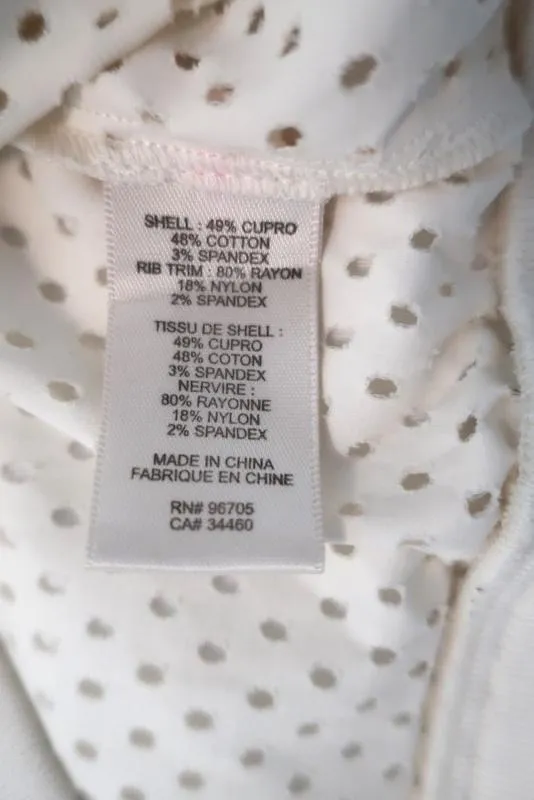 SHELL : 49% CUPRO
48% COTTON
3% SPANDEX
RIB TRIM : 80% RAYON
18% NYLON
2% SPANDEX
TISSU DE SHELL :
49% CUPRO
48% COTON
3% SPANDEX
NERVIRE :
80% RAYONNE
18% NYLON
2% SPANDEX
MADE IN CHINA
FABRIQUE EN CHINE
RN# 96705
CA# 34460